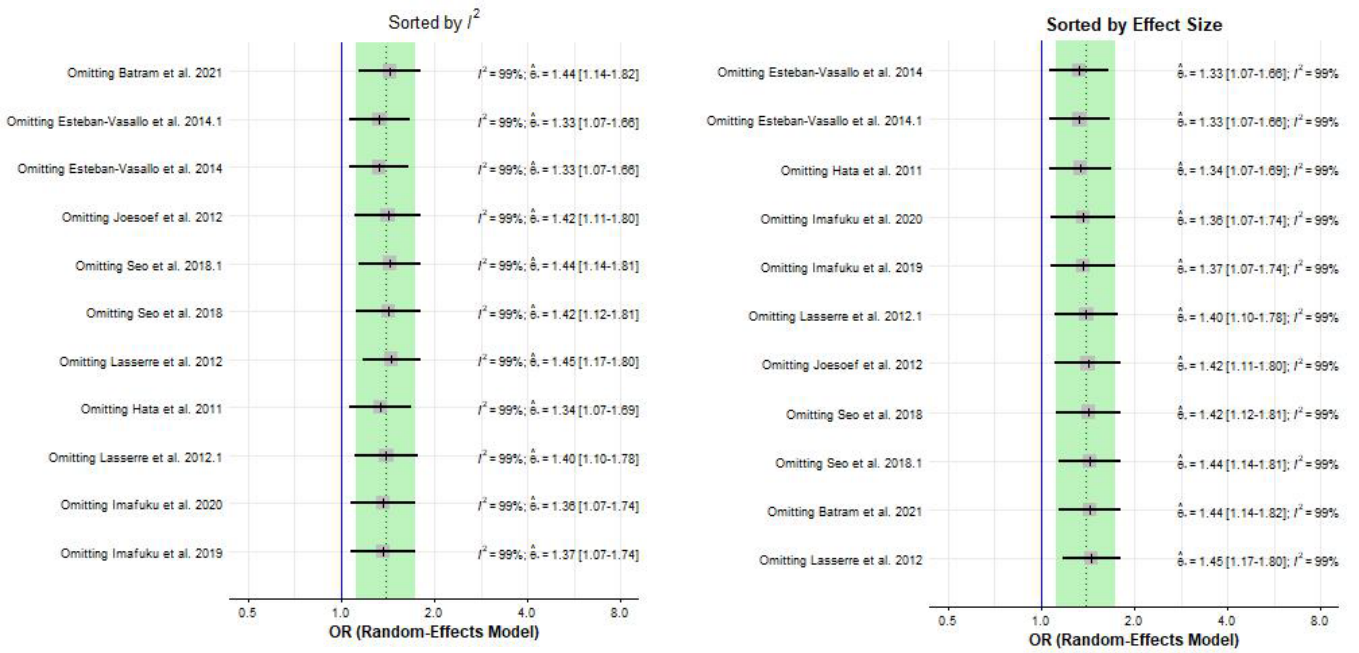 Sorted by I²
Omitting Batram et al. 2021 I² = 99%; θ̂* = 1.44 [1.14-1.82]
Omitting Esteban-Vasallo et al. 2014.1 I² = 99%; θ̂* = 1.33 [1.07-1.66]
Omitting Esteban-Vasallo et al. 2014 I² = 99%; θ̂* = 1.33 [1.07-1.66]
Omitting Joesoef et al. 2012 I² = 99%; θ̂* = 1.42 [1.11-1.80]
Omitting Seo et al. 2018.1 I² = 99%; θ̂* = 1.44 [1.14-1.81]
Omitting Seo et al. 2018 I² = 99%; θ̂* = 1.42 [1.12-1.81]
Omitting Lasserre et al. 2012 I² = 99%; θ̂* = 1.45 [1.17-1.80]
Omitting Hata et al. 2011 I² = 99%; θ̂* = 1.34 [1.07-1.69]
Omitting Lasserre et al. 2012.1 I² = 99%; θ̂* = 1.40 [1.10-1.78]
Omitting Imafuku et al. 2020 I² = 99%; θ̂* = 1.36 [1.07-1.74]
Omitting Imafuku et al. 2019 I² = 99%; θ̂* = 1.37 [1.07-1.74]
0.5 1.0 2.0 4.0 8.0
OR (Random-Effects Model)
Sorted by Effect Size
Omitting Esteban-Vasallo et al. 2014 θ̂* = 1.33 [1.07-1.66]; I² = 99%
Omitting Esteban-Vasallo et al. 2014.1 θ̂* = 1.33 [1.07-1.66]; I² = 99%
Omitting Hata et al. 2011 θ̂* = 1.34 [1.07-1.69]; I² = 99%
Omitting Imafuku et al. 2020 θ̂* = 1.36 [1.07-1.74]; I² = 99%
Omitting Imafuku et al. 2019 θ̂* = 1.37 [1.07-1.74]; I² = 99%
Omitting Lasserre et al. 2012.1 θ̂* = 1.40 [1.10-1.78]; I² = 99%
Omitting Joesoef et al. 2012 θ̂* = 1.42 [1.11-1.80]; I² = 99%
Omitting Seo et al. 2018 θ̂* = 1.42 [1.12-1.81]; I² = 99%
Omitting Seo et al. 2018.1 θ̂* = 1.44 [1.14-1.81]; I² = 99%
Omitting Batram et al. 2021 θ̂* = 1.44 [1.14-1.82]; I² = 99%
Omitting Lasserre et al. 2012 θ̂* = 1.45 [1.17-1.80]; I² = 99%
0.5 1.0 2.0 4.0 8.0
OR (Random-Effects Model)